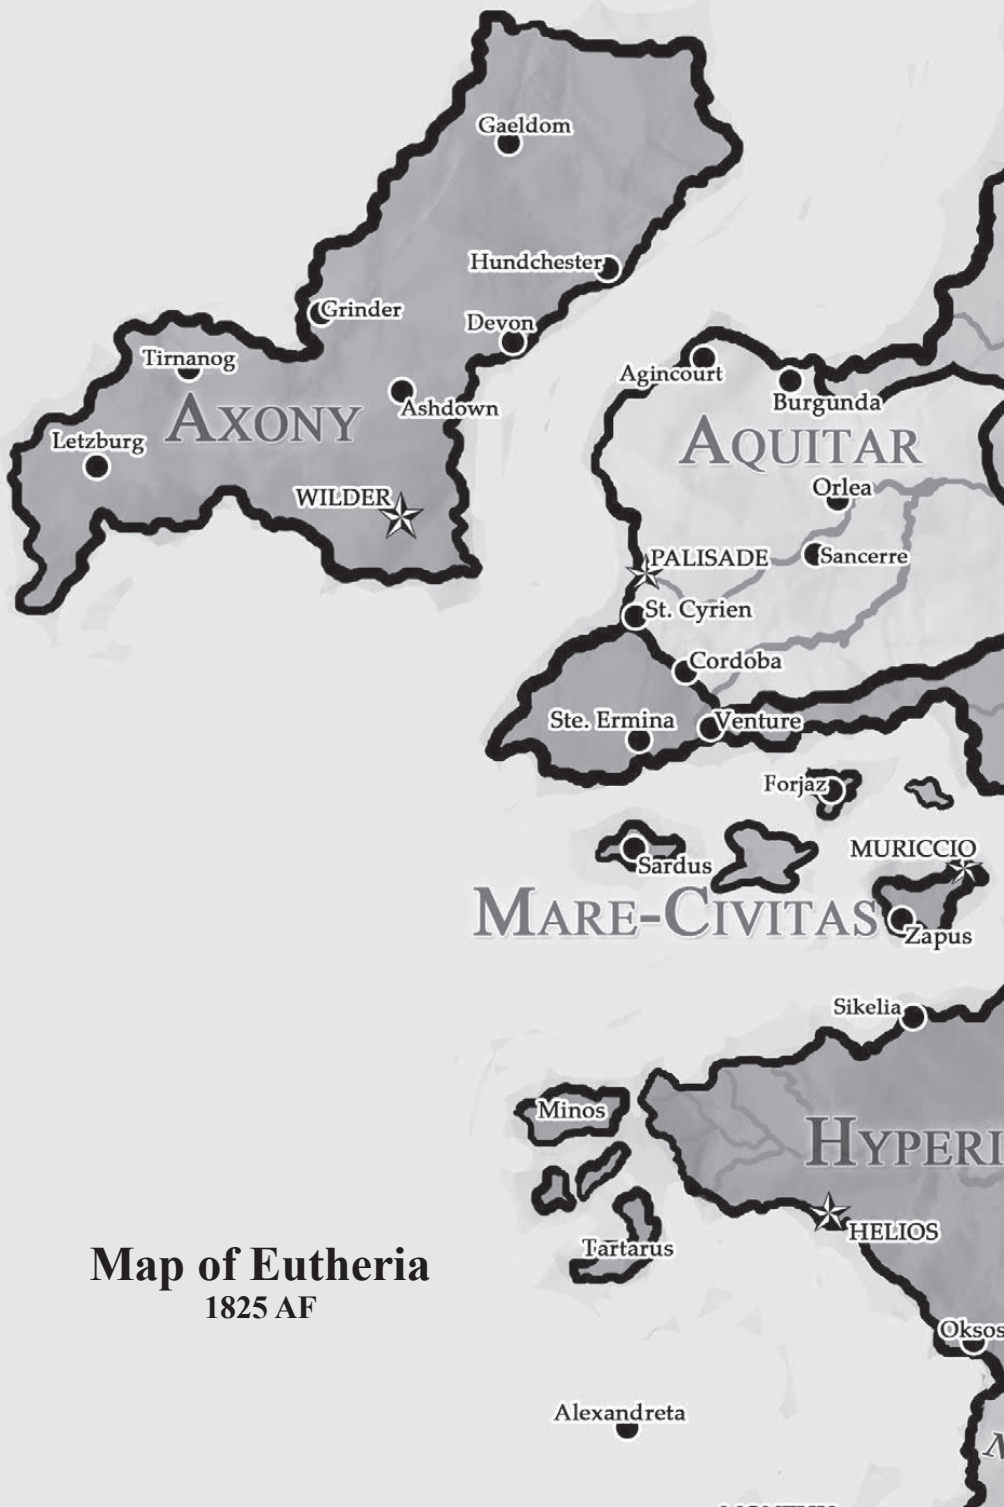 Gaeldom
Hundchester
Grinder
Devon
Tirnanog
Agincourt
Ashdown
Burgunda
AXONY
AQUITAR
Letzburg
Orlea
WILDER
PALISADE
Sancerre
St. Cyrien
Cordoba
Ste. Ermina
Venture
Forjaz
MURICCIO
Sardus
MARE-CIVITAS
Zapus
Sikelia
Minos
HYPERI
HELIOS
Tartarus
Map of Eutheria
1825 AF
Oksos
Alexandreta